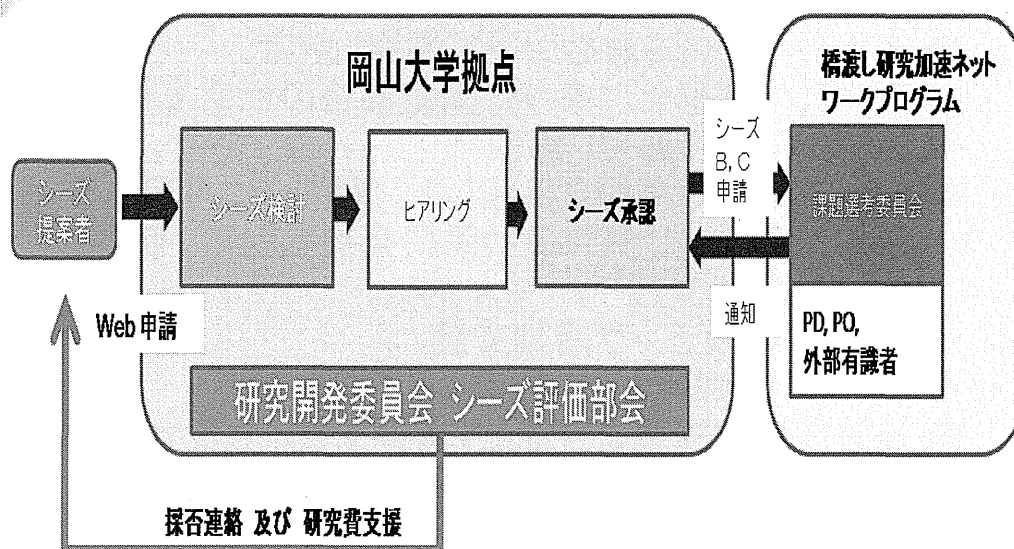 岡山大学拠点
橋渡し研究加速ネット
ワークプログラム
シーズ
提案者
シーズ検討
ヒアリング
シーズ承認
シーズ
B, C
申請
課題選考委員会
Web 申請
通知
PD, PO,
外部有識者
研究開発委員会 シーズ評価部会
採否連絡 及び 研究費支援